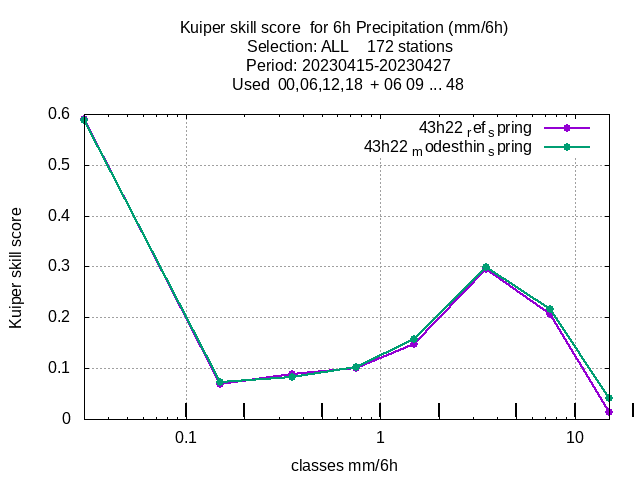 Kuiper skill score  for 6h Precipitation (mm/6h)
Selection: ALL    172 stations
Period: 20230415-20230427
Used  00,06,12,18  + 06 09 ... 48
43h22 ref spring
43h22 modesthin spring
0.6
0.5
0.4
0.3
0.2
0.1
0
Kuiper skill score
0.1 1 10
classes mm/6h